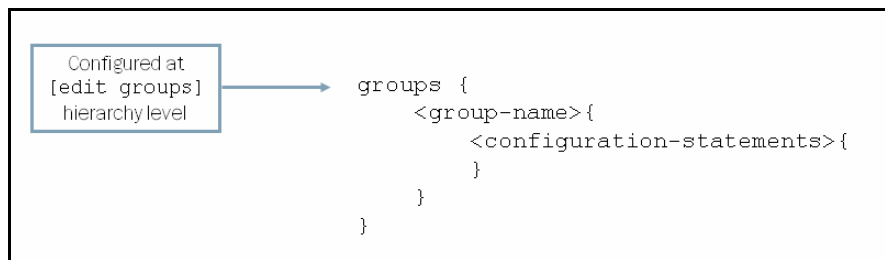 Configured at
[edit groups]
hierarchy level
groups {
    <group-name>{
        <configuration-statements>{
        }
    }
}